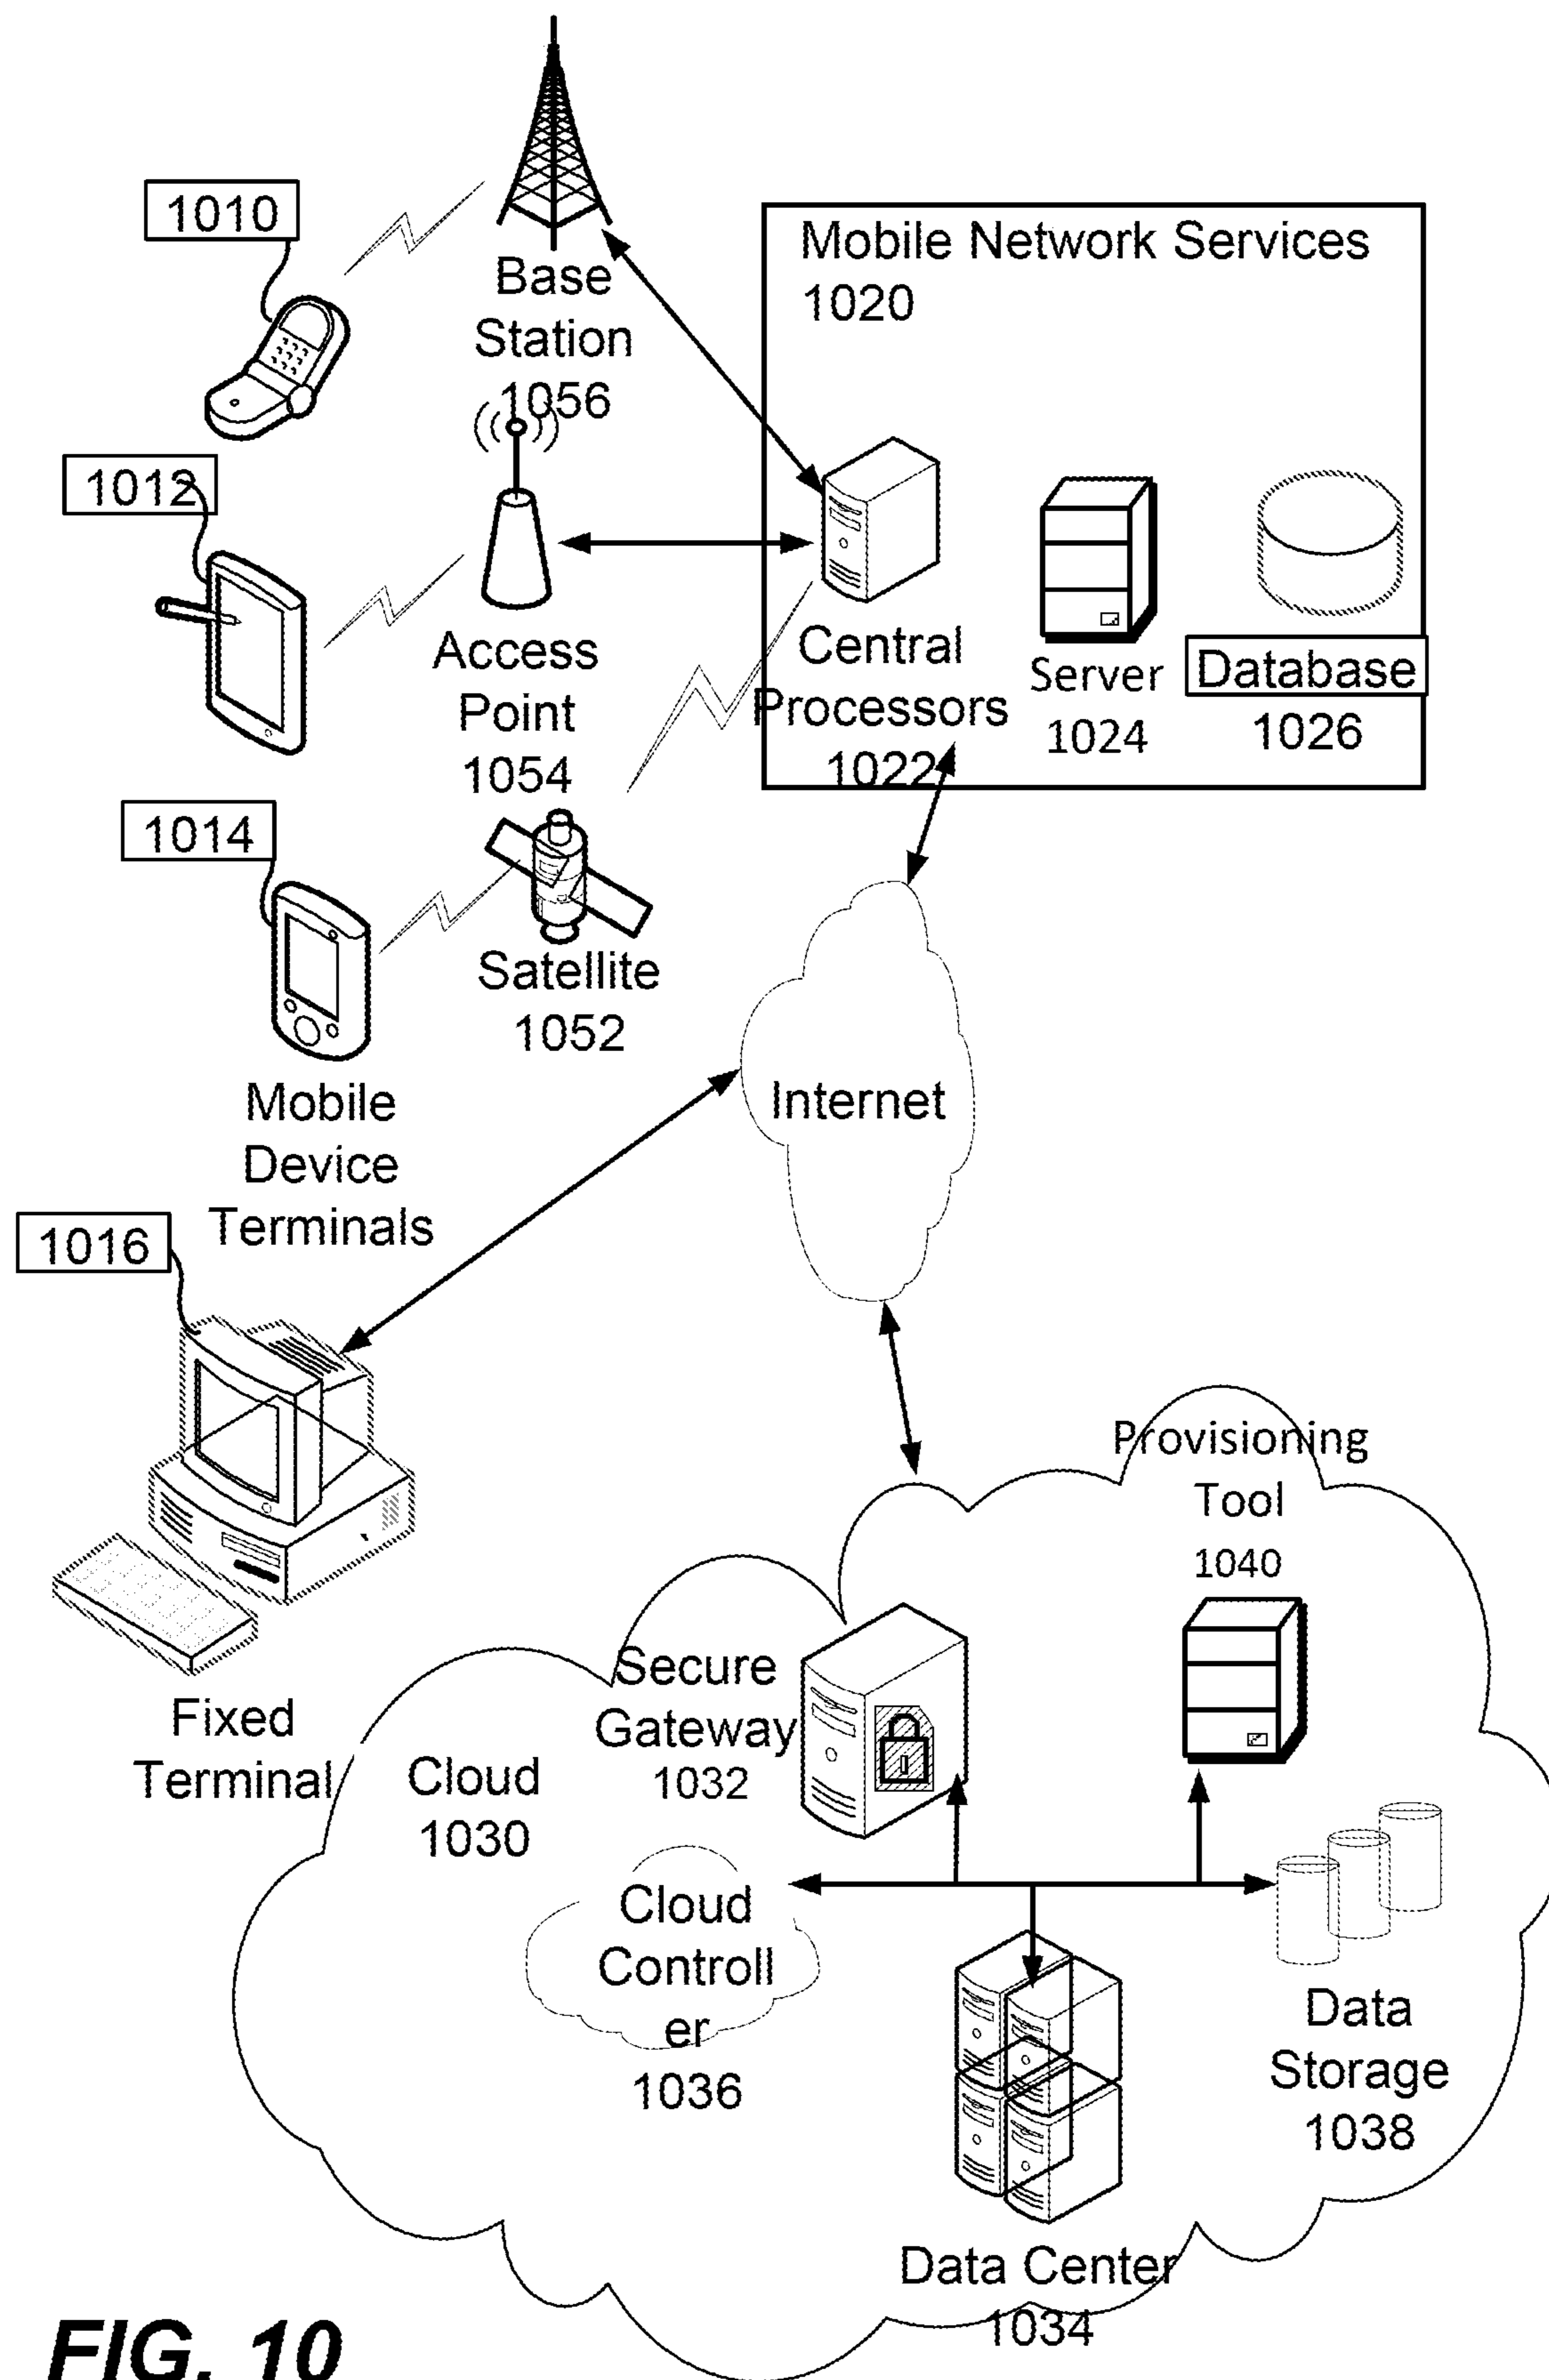 1010
Base
Station
1056
Mobile Network Services
1020
1012
Access
Point
1054
Central
Processors
1022
Server
1024
Database
1026
1014
Satellite
1052
Mobile
Device
Terminals
Internet
1016
Fixed
Terminal
Provisioning
Tool
1040
Secure
Gateway
1032
Cloud
1030
Cloud
Controll
er
1036
Data
Storage
1038
Data Center
1034
FIG. 10